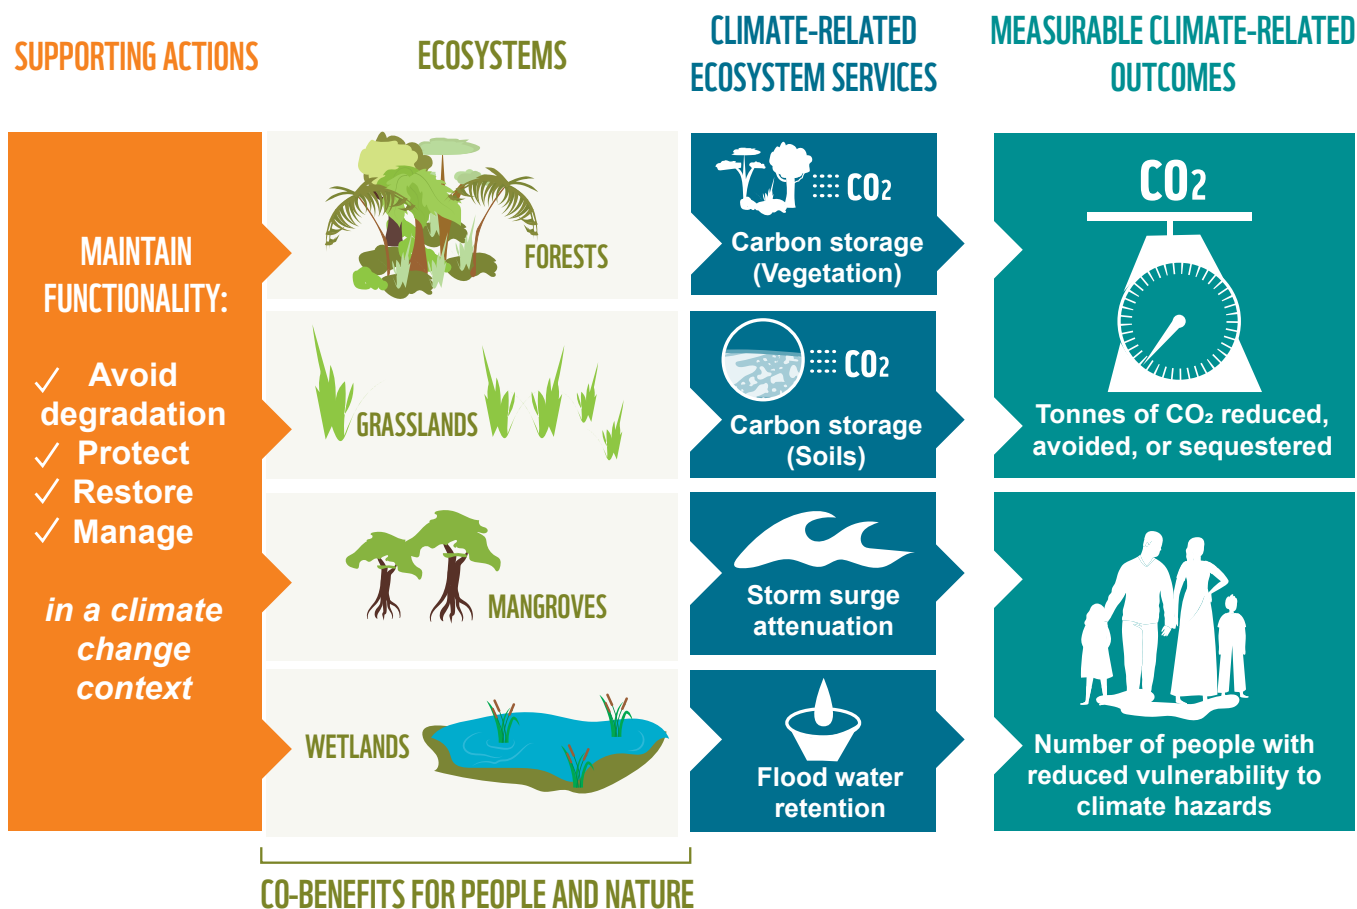 SUPPORTING ACTIONS
ECOSYSTEMS
CLIMATE-RELATED
ECOSYSTEM SERVICES
MEASURABLE CLIMATE-RELATED
OUTCOMES
MAINTAIN
FUNCTIONALITY:
✓ Avoid
degradation
✓ Protect
✓ Restore
✓ Manage
in a climate
change
context
FORESTS
GRASSLANDS
MANGROVES
WETLANDS
CO2
Carbon storage
(Vegetation)
CO2
Carbon storage
(Soils)
Storm surge
attenuation
Flood water
retention
CO2
Tonnes of CO₂ reduced,
avoided, or sequestered
Number of people with
reduced vulnerability to
climate hazards
CO-BENEFITS FOR PEOPLE AND NATURE